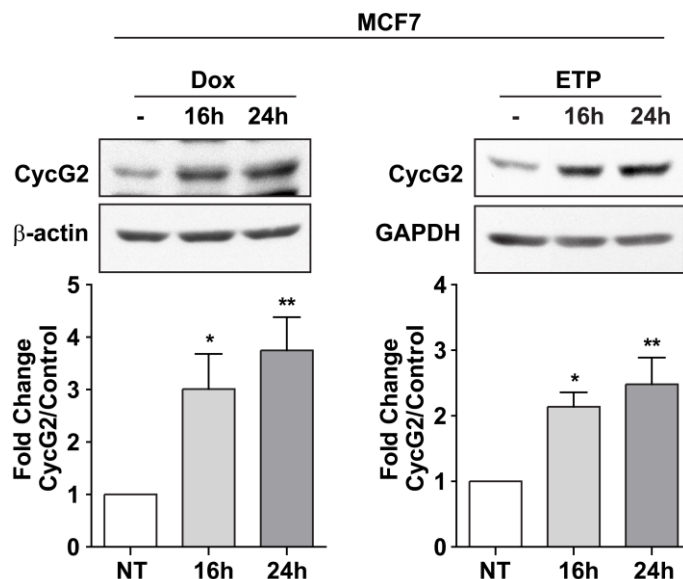 MCF7
Dox
- 16h 24h
CycG2
β-actin
Fold Change
CycG2/Control
5
4
3
2
1
0
*
**
NT 16h 24h
ETP
- 16h 24h
CycG2
GAPDH
Fold Change
CycG2/Control
4
3
2
1
0
*
**
NT 16h 24h